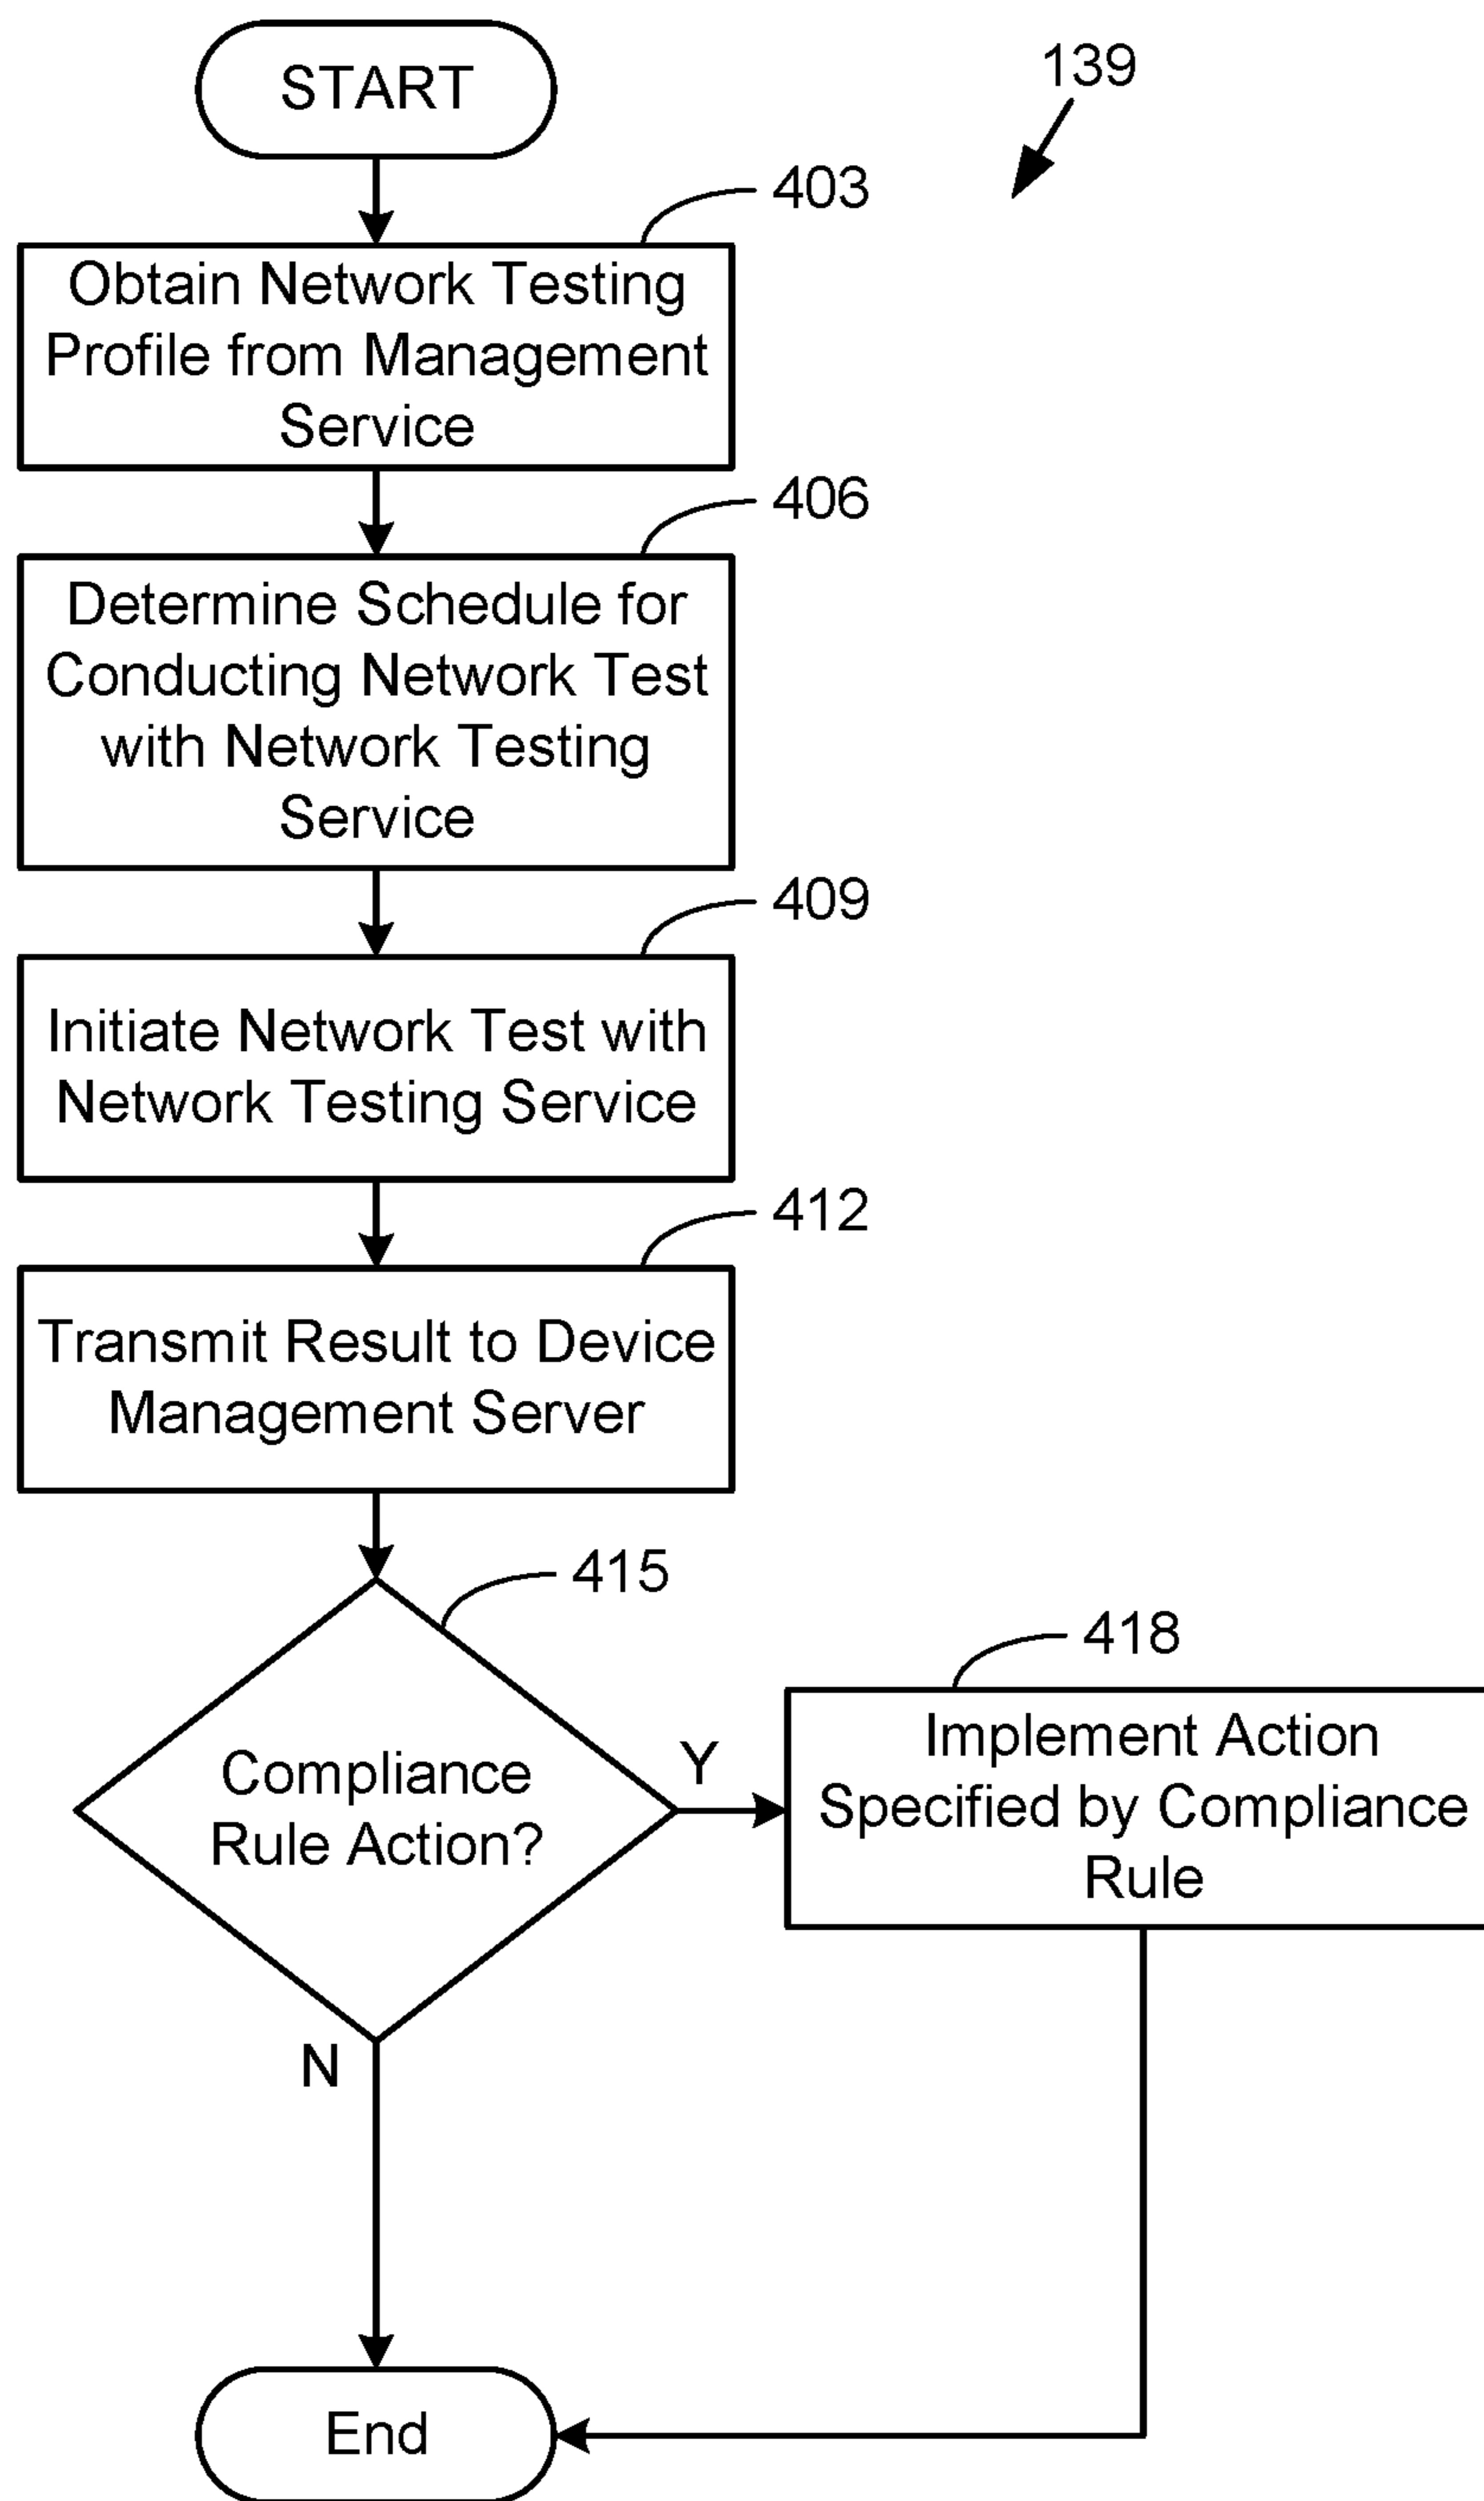 START
139
403
Obtain Network Testing
Profile from Management
Service
406
Determine Schedule for
Conducting Network Test
with Network Testing
Service
409
Initiate Network Test with
Network Testing Service
412
Transmit Result to Device
Management Server
415
Compliance
Rule Action?
Y
418
Implement Action
Specified by Compliance
Rule
N
End